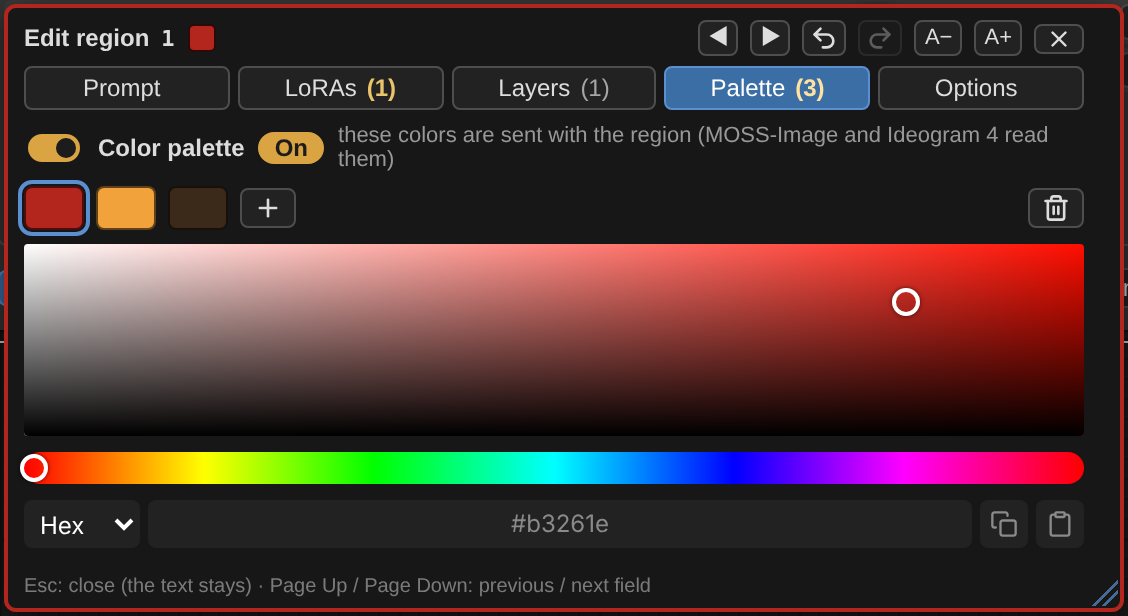 Edit region 1
A− A+
Prompt LoRAs (1) Layers (1) Palette (3) Options
Color palette On these colors are sent with the region (MOSS-Image and Ideogram 4 read
them)
Hex #b3261e
Esc: close (the text stays) · Page Up / Page Down: previous / next field